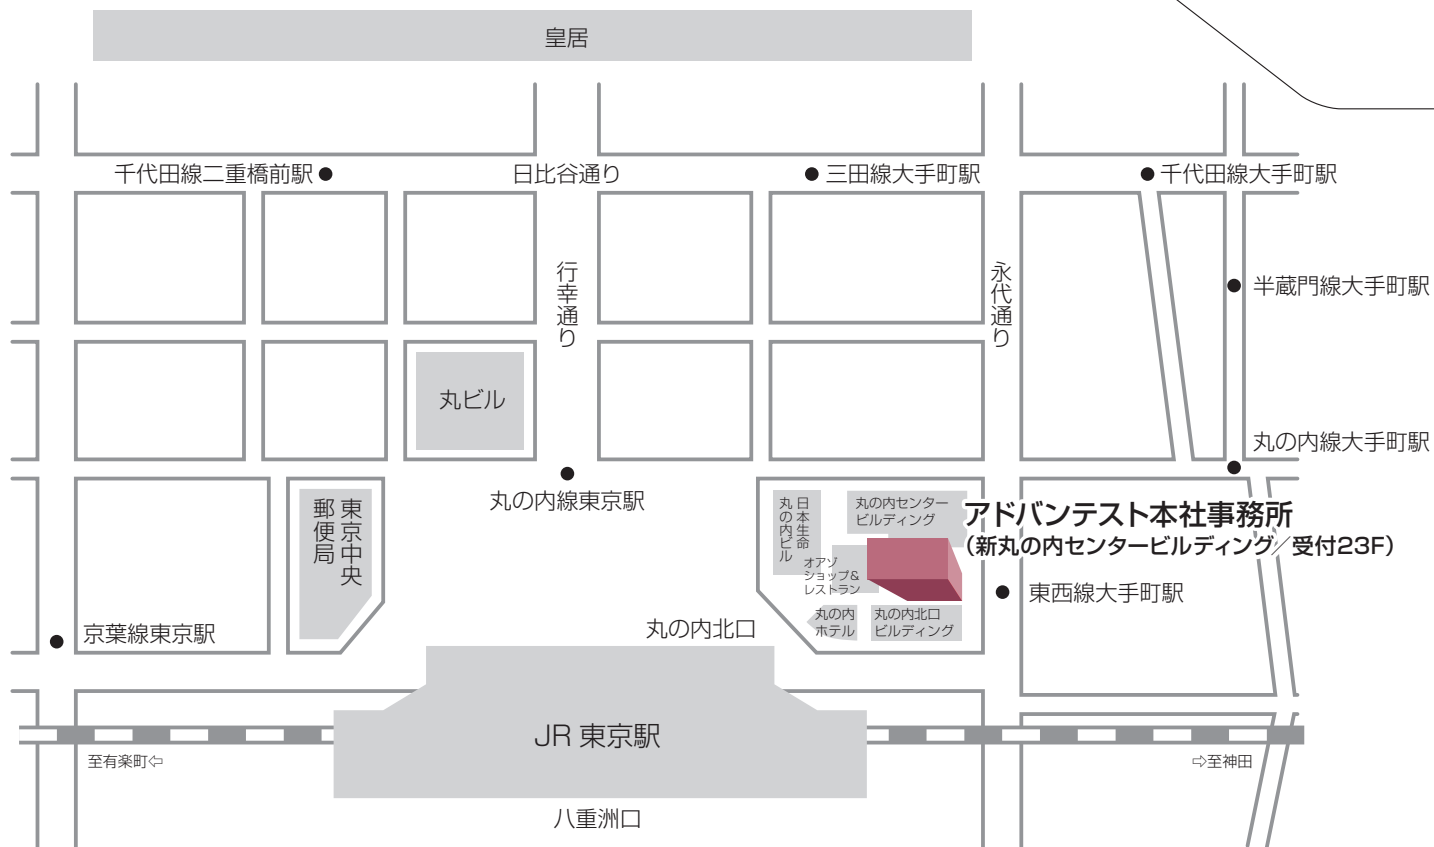 皇居
千代田線二重橋前駅
日比谷通り
三田線大手町駅
千代田線大手町駅
行幸通り
永代通り
半蔵門線大手町駅
丸ビル
丸の内線大手町駅
丸の内線東京駅
東京中央
郵便局
日本生命
丸の内ビル
丸の内センター
ビルディング
アドバンテスト本社事務所
(新丸の内センタービルディング/受付23F)
オアゾ
ショップ&
レストラン
東西線大手町駅
丸の内
ホテル
丸の内北口
ビルディング
京葉線東京駅
丸の内北口
JR 東京駅
至有楽町⇦
⇨至神田
八重洲口